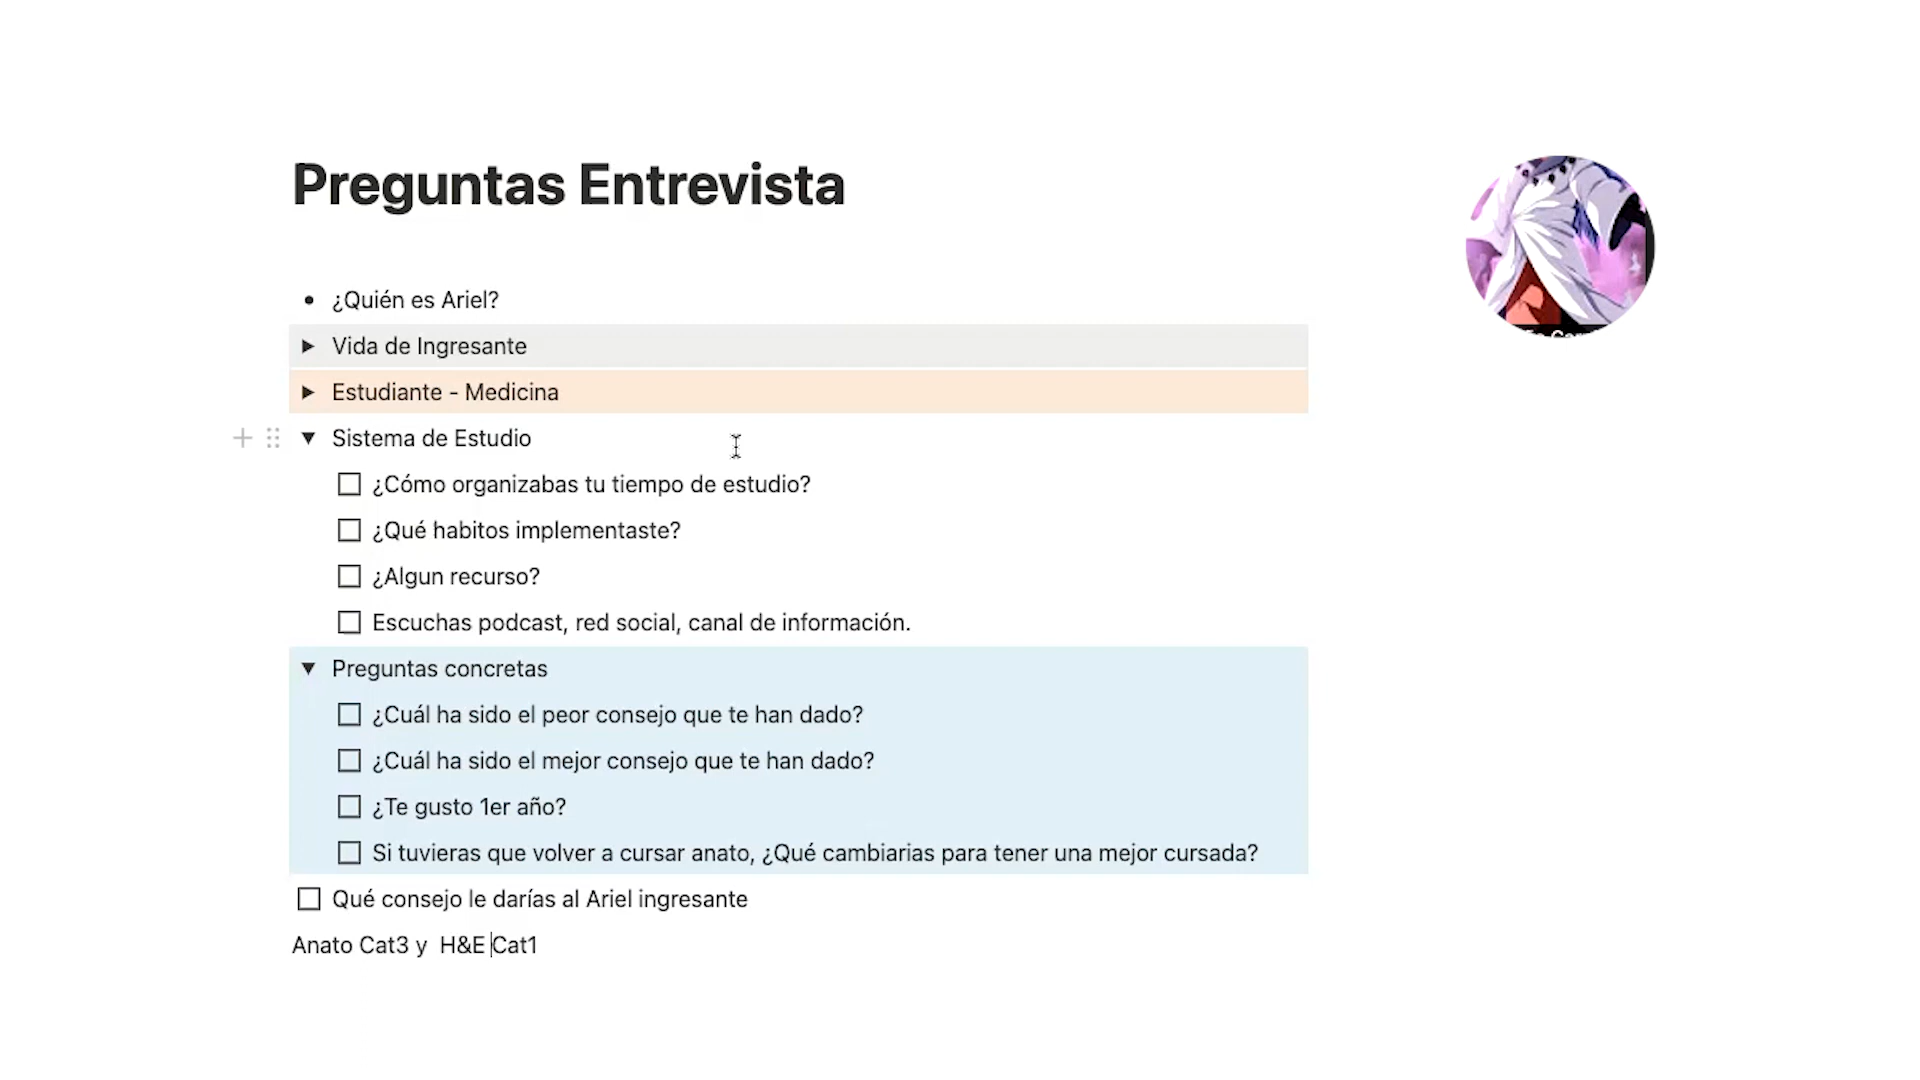 Preguntas Entrevista
¿Quién es Ariel?
Vida de Ingresante
Estudiante - Medicina
Sistema de Estudio
¿Cómo organizabas tu tiempo de estudio?
¿Qué habitos implementaste?
¿Algun recurso?
Escuchas podcast, red social, canal de información.
Preguntas concretas
¿Cuál ha sido el peor consejo que te han dado?
¿Cuál ha sido el mejor consejo que te han dado?
¿Te gusto 1er año?
Si tuvieras que volver a cursar anato, ¿Qué cambiarias para tener una mejor cursada?
Qué consejo le darías al Ariel ingresante
Anato Cat3 y  H&E Cat1